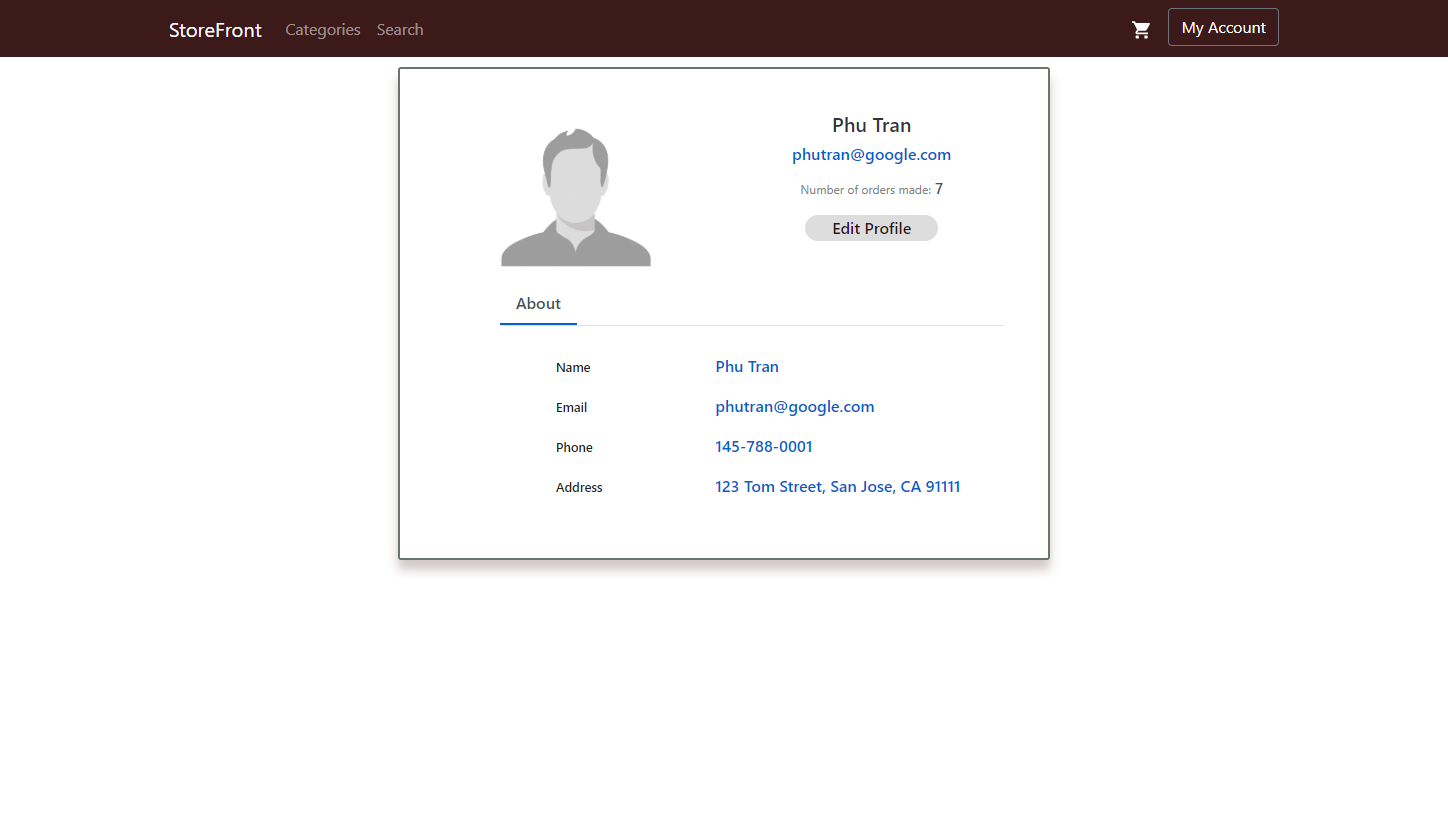 StoreFront Categories Search My Account
Phu Tran
phutran@google.com
Number of orders made: 7
Edit Profile
About
Name Phu Tran
Email phutran@google.com
Phone 145-788-0001
Address 123 Tom Street, San Jose, CA 91111